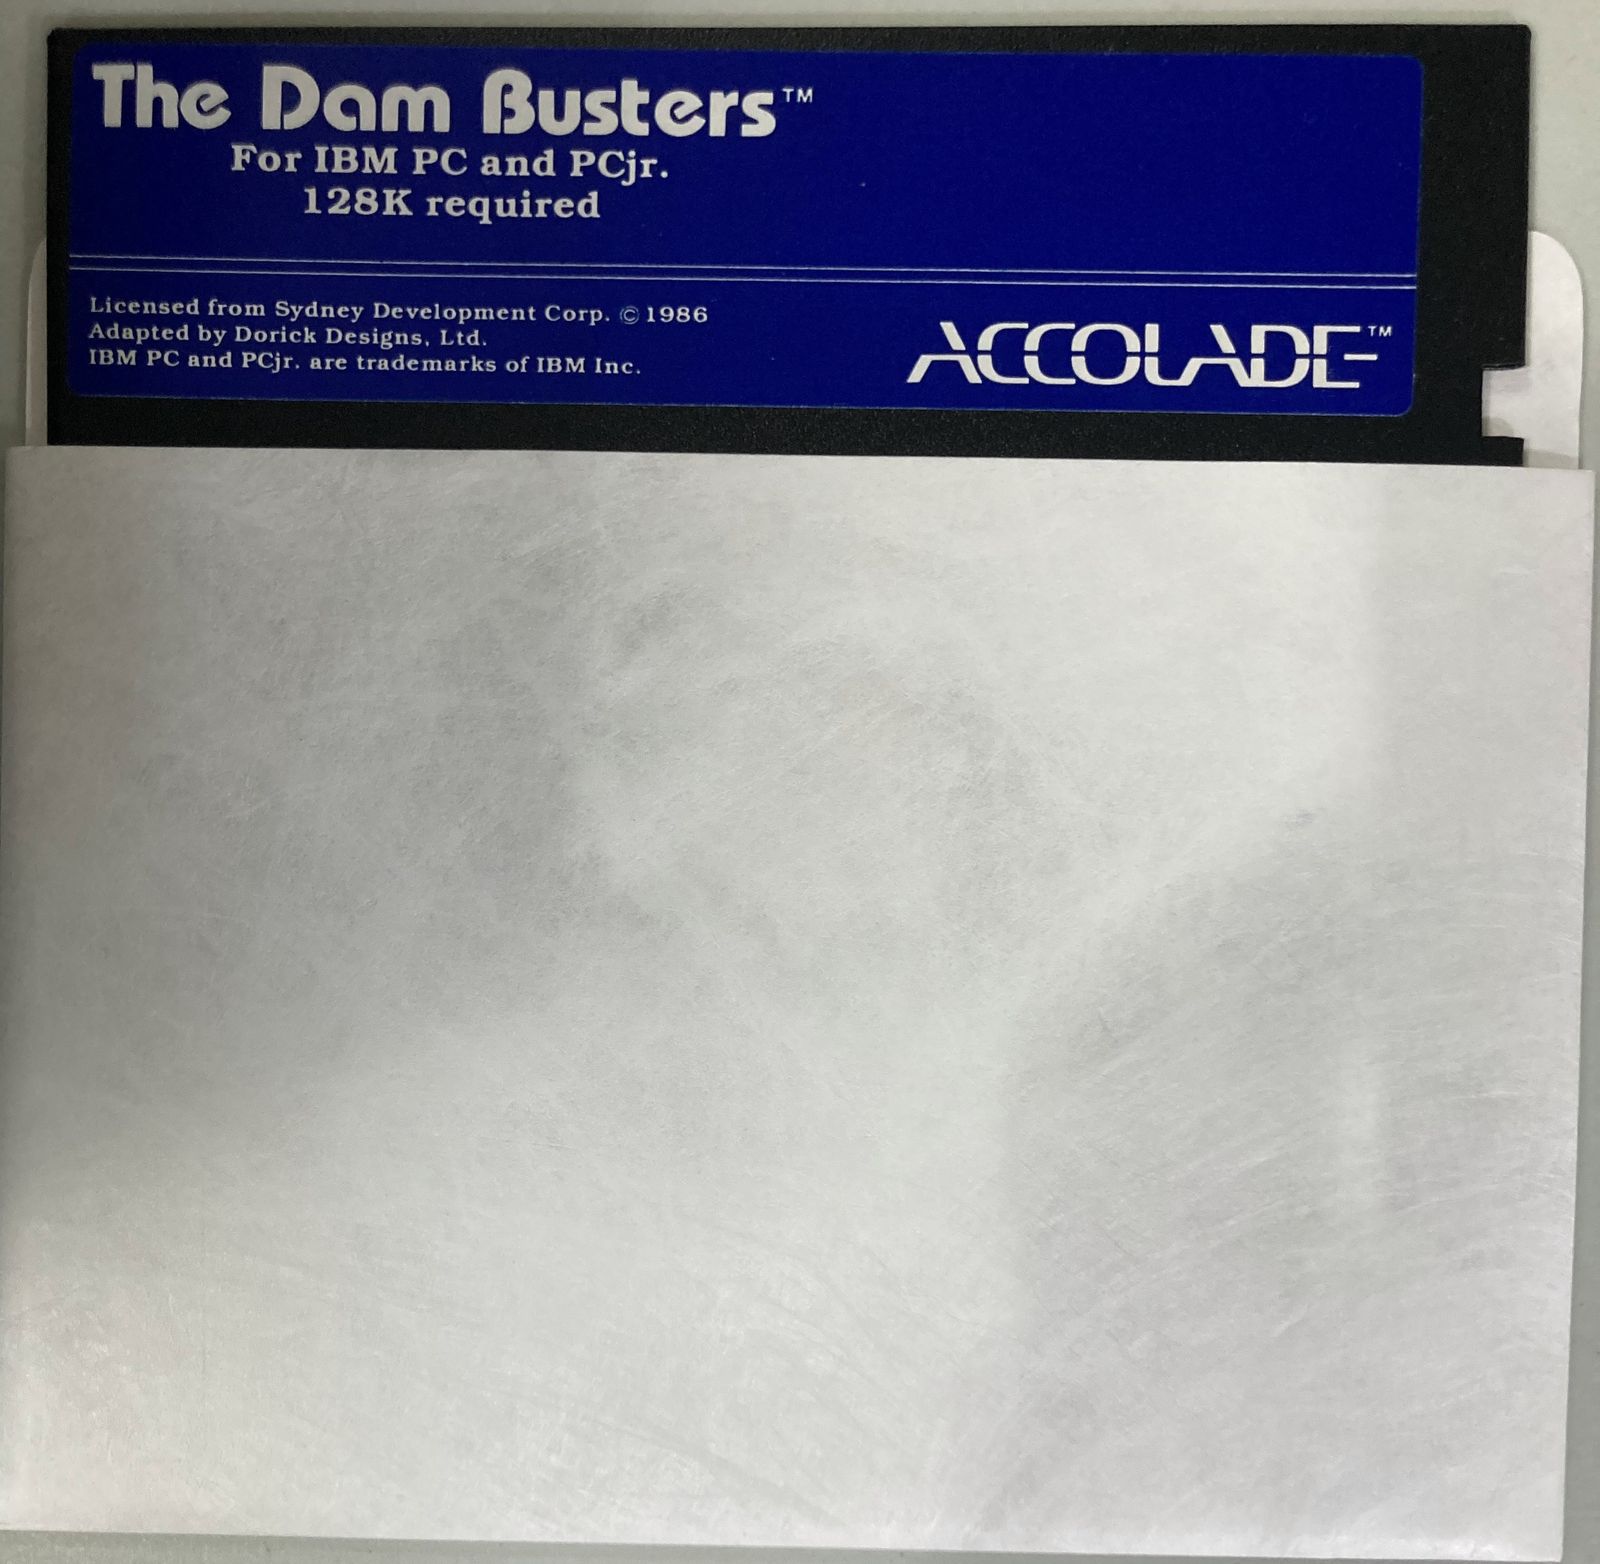 The Dam Busters™
For IBM PC and PCjr.
128K required
Licensed from Sydney Development Corp. ©1986
Adapted by Dorick Designs, Ltd.
IBM PC and PCjr. are trademarks of IBM Inc.
ACCOLADE™